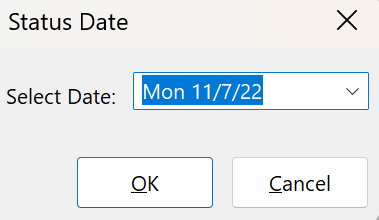 Status Date
Select Date: Mon 11/7/22
OK Cancel